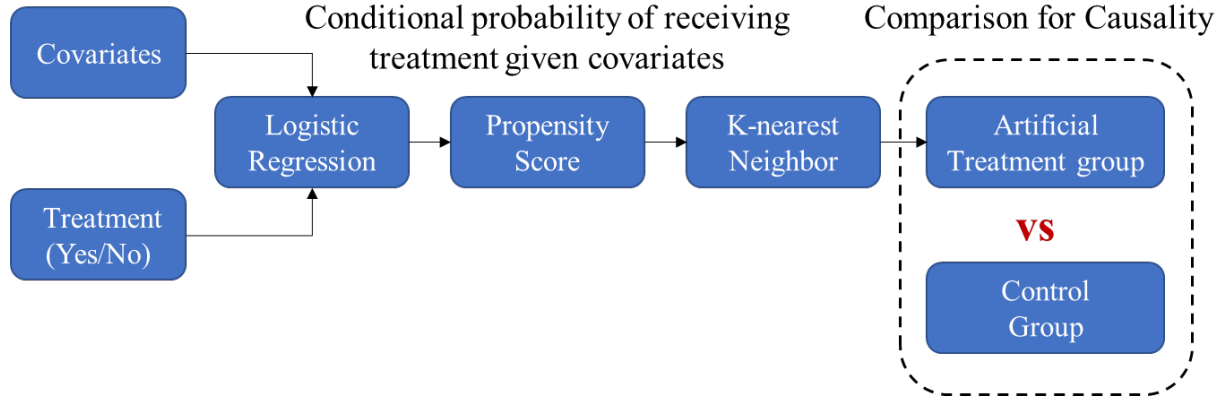 Conditional probability of receiving
treatment given covariates
Comparison for Causality
Covariates
Treatment
(Yes/No)
Logistic
Regression
Propensity
Score
K-nearest
Neighbor
Artificial
Treatment group
vs
Control
Group